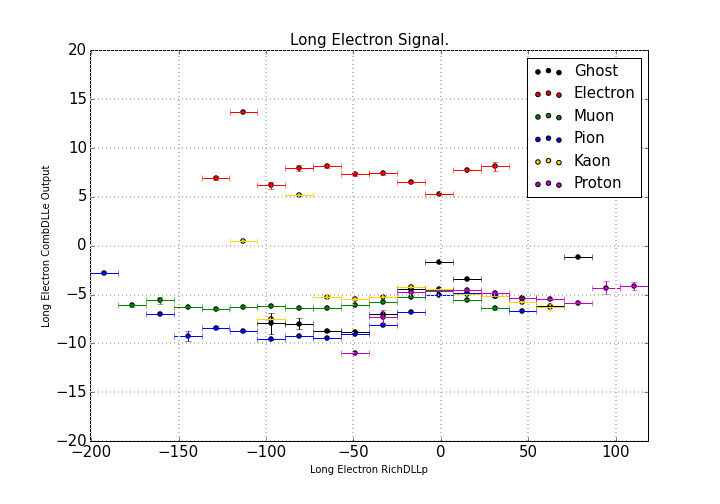 Long Electron Signal.
20
15
10
5
0
−5
−10
−15
−20
Long Electron CombDLLe Output
Ghost
Electron
Muon
Pion
Kaon
Proton
−200
−150
−100
−50
0
50
100
Long Electron RichDLLp